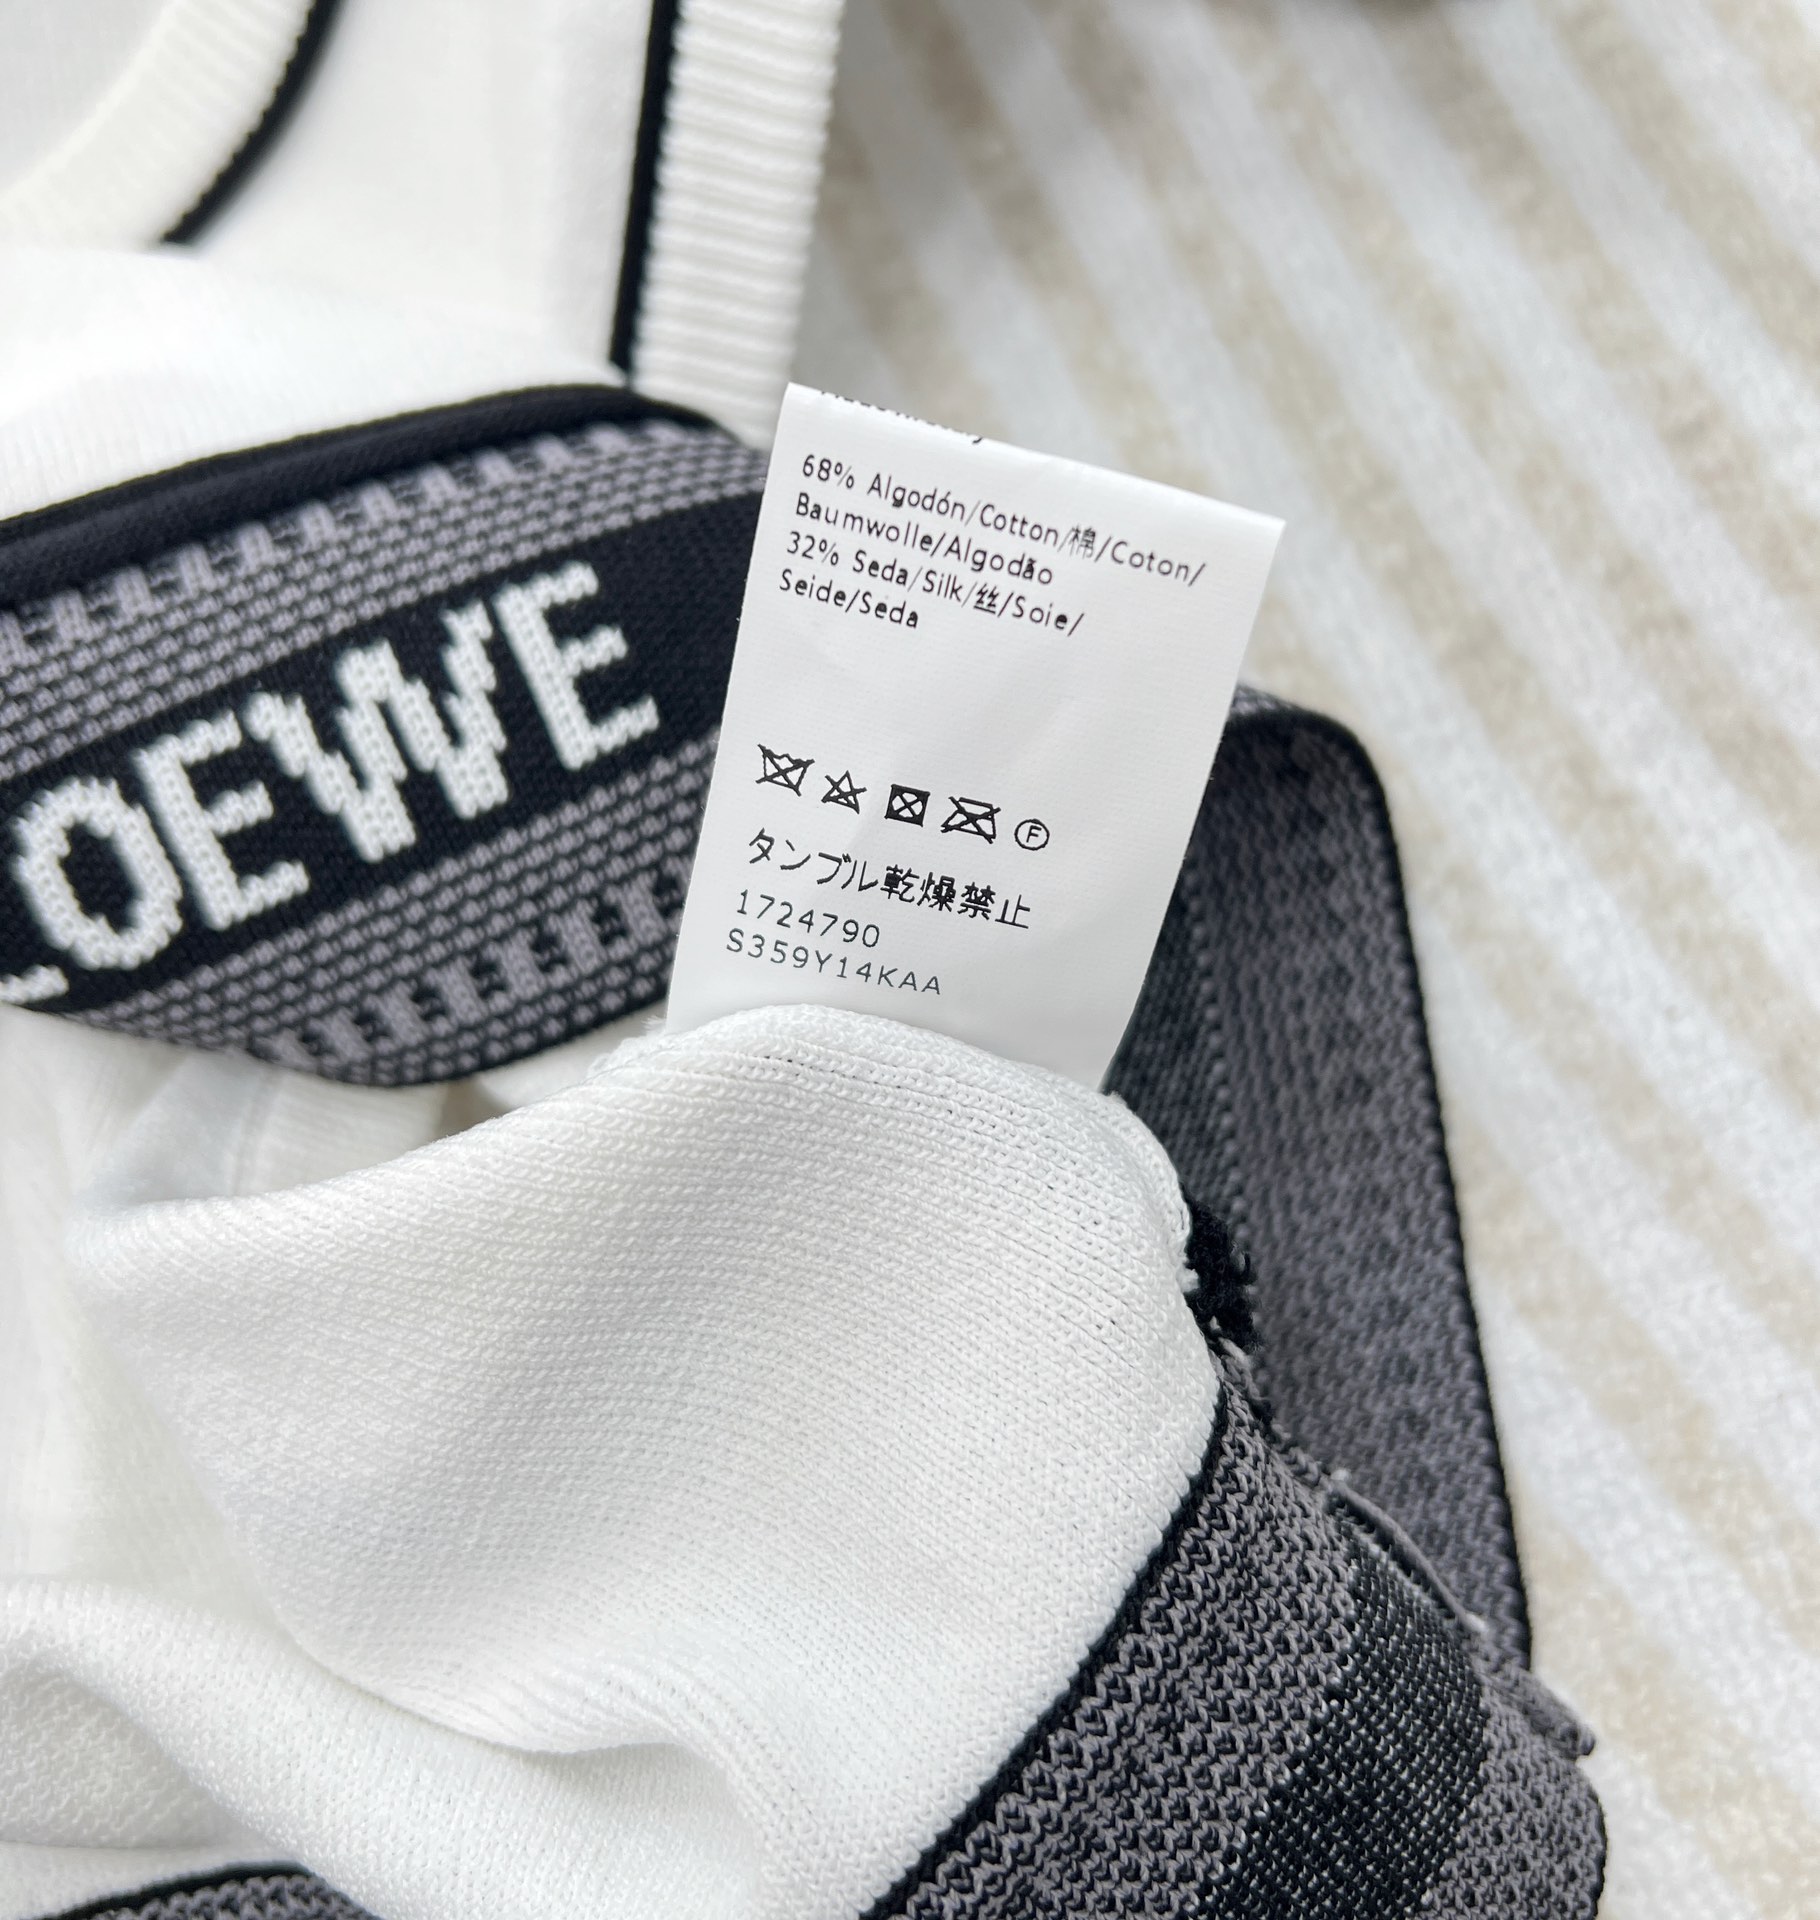 68% Algodón/Cotton/棉/Coton/
Baumwolle/Algodão
32% Seda/Silk/丝/Soie/
Seide/Seda
OEWE
F
タンブル乾燥禁止
1724790
S359Y14KAA